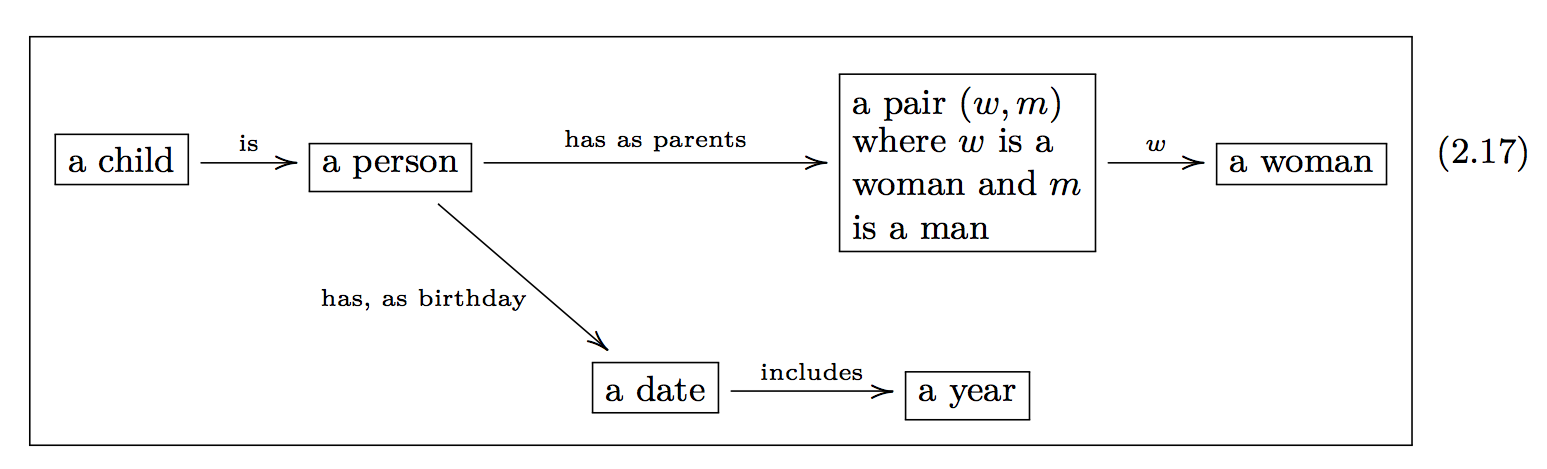 a child
is
a person
has as parents
a pair (w, m)
where w is a
woman and m
is a man
w
a woman
(2.17)
has, as birthday
a date
includes
a year